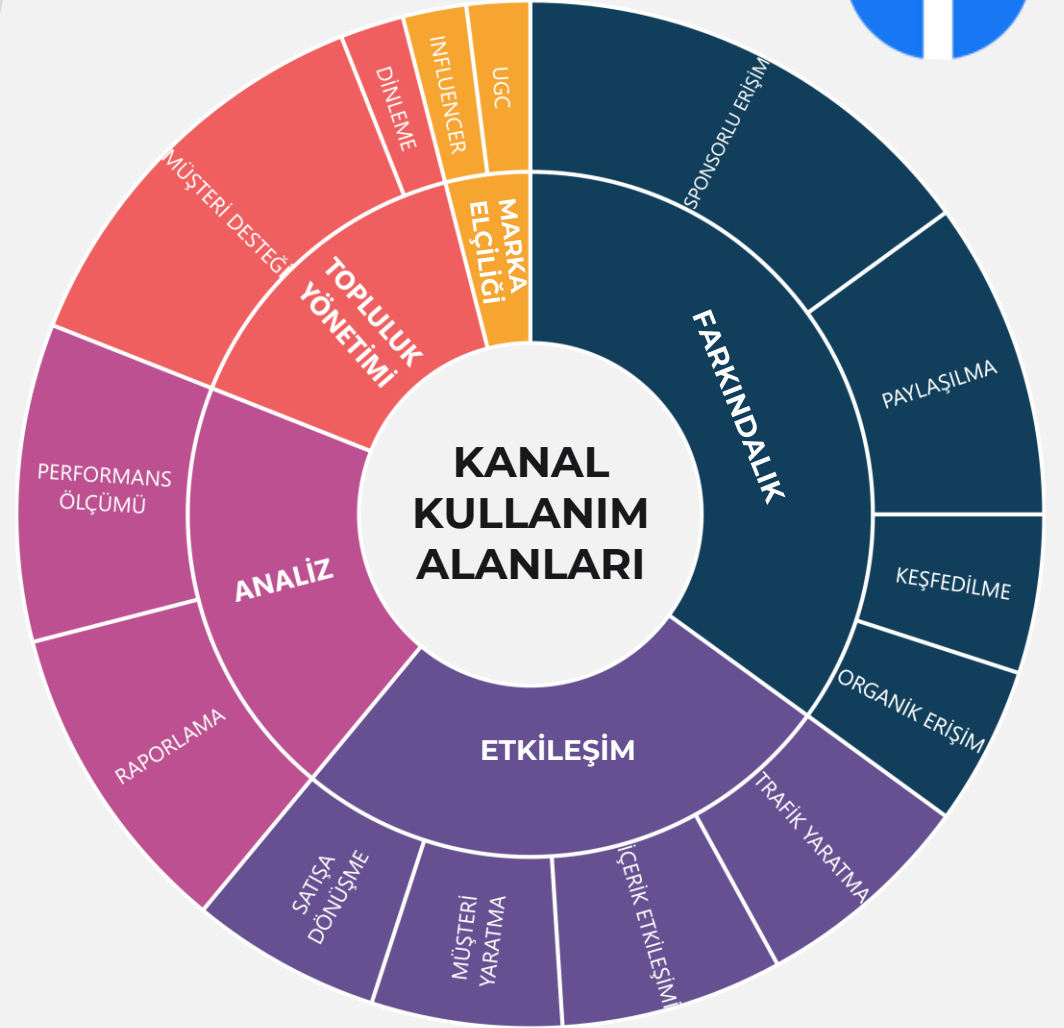 KANAL
KULLANIM
ALANLARI
FARKINDALIK
SPONSORLU ERİŞİM
PAYLAŞILMA
KEŞFEDİLME
ORGANİK ERİŞİM
ETKİLEŞİM
TRAFİK YARATMA
İÇERİK ETKİLEŞİMİ
MÜŞTERİ
YARATMA
SATIŞA
DÖNÜŞME
ANALİZ
RAPORLAMA
PERFORMANS
ÖLÇÜMÜ
TOPLULUK
YÖNETİMİ
MÜŞTERİ DESTEĞİ
DİNLEME
MARKA
ELÇİLİĞİ
INFLUENCER
UGC